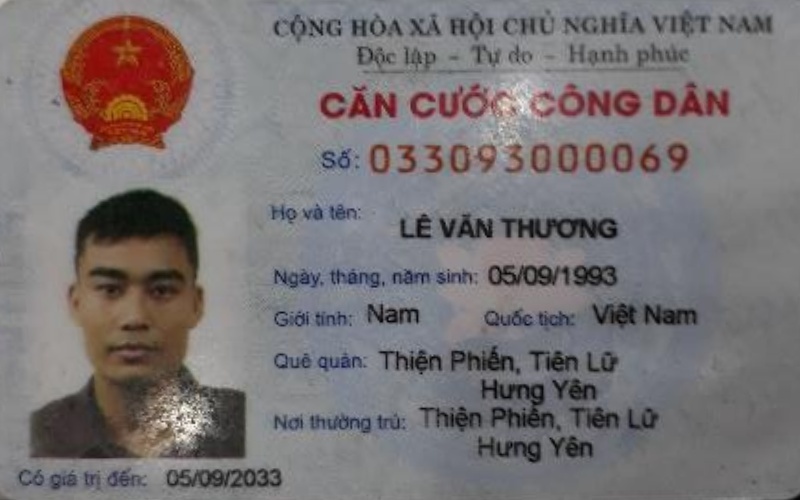 CỘNG HÒA XÃ HỘI CHỦ NGHĨA VIỆT NAM
Độc lập - Tự do - Hạnh phúc
CĂN CƯỚC CÔNG DÂN
Số: 033093000069
Họ và tên: LÊ VĂN THƯƠNG
Ngày, tháng, năm sinh: 05/09/1993
Giới tính: Nam Quốc tịch: Việt Nam
Quê quán: Thiện Phiến, Tiên Lữ
Hưng Yên
Nơi thường trú: Thiện Phiến, Tiên Lữ
Hưng Yên
Có giá trị đến: 05/09/2033